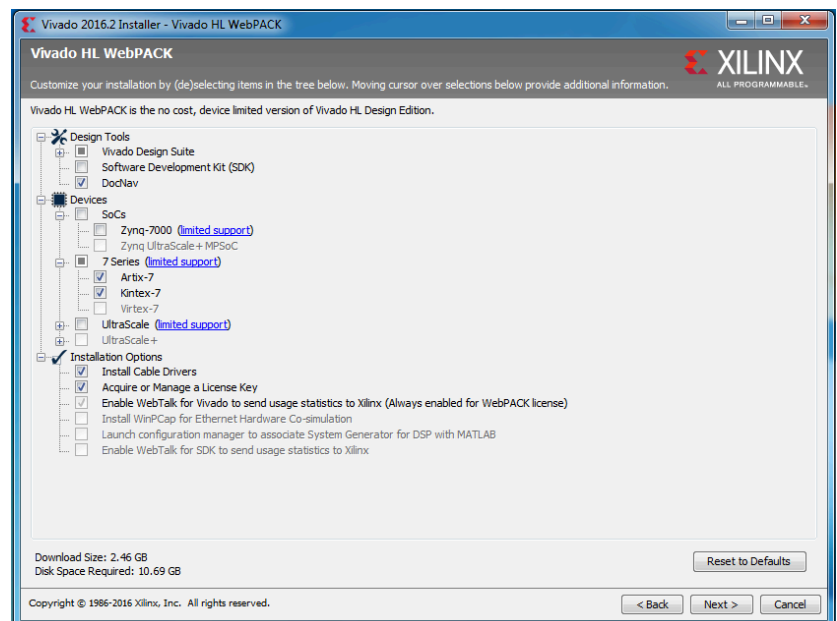 Vivado 2016.2 Installer - Vivado HL WebPACK
Vivado HL WebPACK
XILINX
ALL PROGRAMMABLE.
Customize your installation by (de)selecting items in the tree below. Moving cursor over selections below provide additional information.
Vivado HL WebPACK is the no cost, device limited version of Vivado HL Design Edition.
Design Tools
Vivado Design Suite
Software Development Kit (SDK)
DocNav
Devices
SoCs
Zynq-7000 (limited support)
Zynq UltraScale+ MPSoC
7 Series (limited support)
Artix-7
Kintex-7
Virtex-7
UltraScale (limited support)
UltraScale+
Installation Options
Install Cable Drivers
Acquire or Manage a License Key
Enable WebTalk for Vivado to send usage statistics to Xilinx (Always enabled for WebPACK license)
Install WinPCap for Ethernet Hardware Co-simulation
Launch configuration manager to associate System Generator for DSP with MATLAB
Enable WebTalk for SDK to send usage statistics to Xilinx
Download Size: 2.46 GB
Disk Space Required: 10.69 GB
Reset to Defaults
Copyright © 1986-2016 Xilinx, Inc. All rights reserved.
< Back
Next >
Cancel